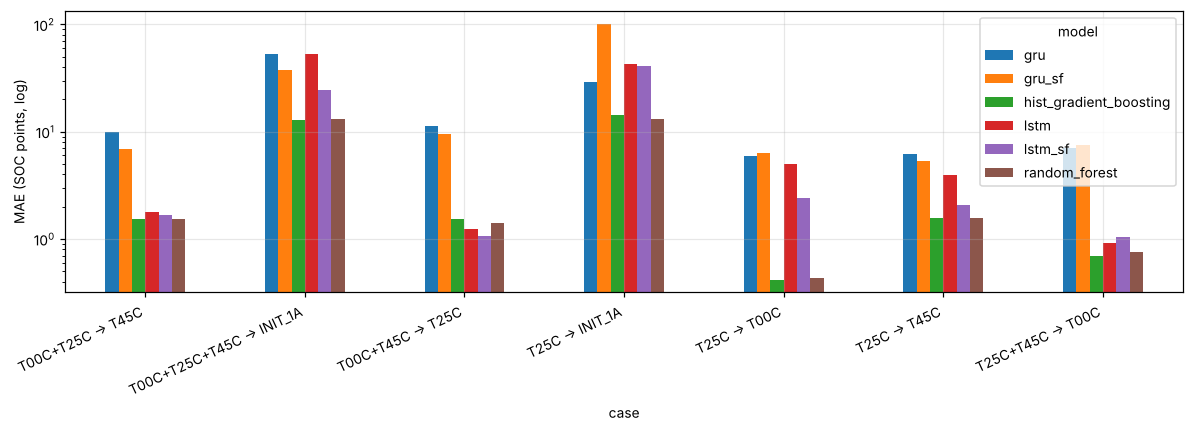 MAE (SOC points, log)
10²
10¹
10⁰
model
gru
gru_sf
hist_gradient_boosting
lstm
lstm_sf
random_forest
T00C+T25C → T45C
T00C+T25C+T45C → INIT_1A
T00C+T45C → T25C
T25C → INIT_1A
T25C → T00C
T25C → T45C
T25C+T45C → T00C
case